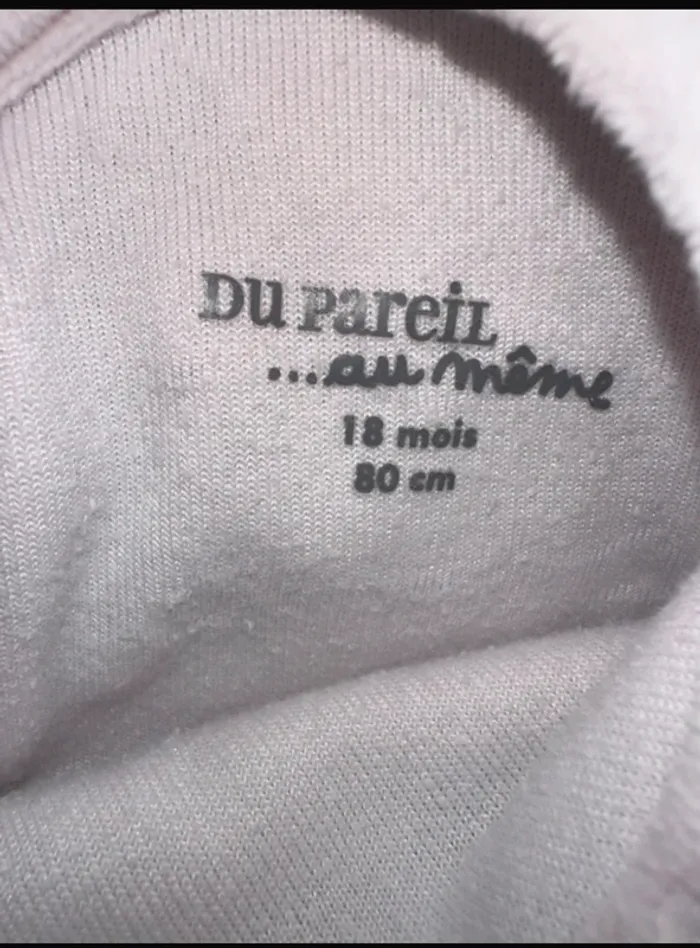 Du Pareil
...au même
18 mois
80 cm